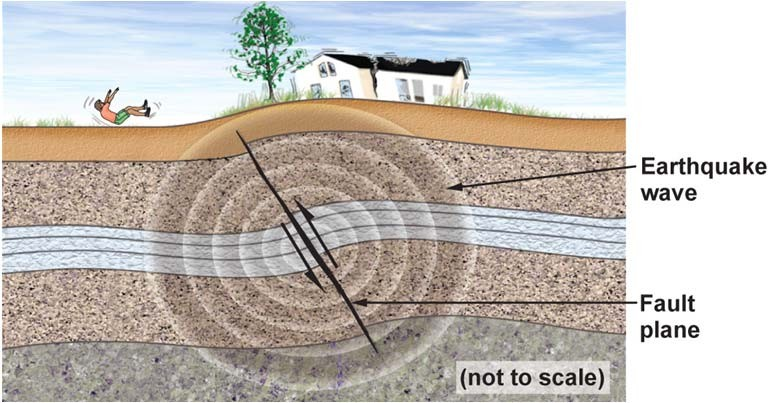 Earthquake
wave
Fault
plane
(not to scale)